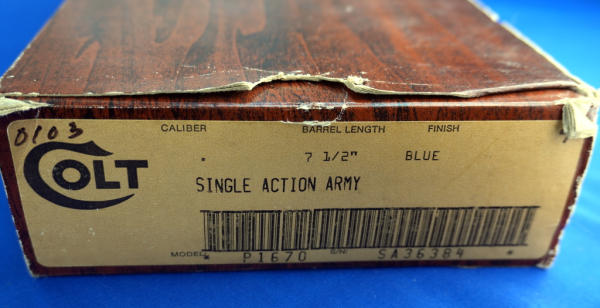 0103
CALIBER BARREL LENGTH FINISH
COLT
. 7 1/2" BLUE
SINGLE ACTION ARMY
MODEL * P1670 S/N: SA36384 *